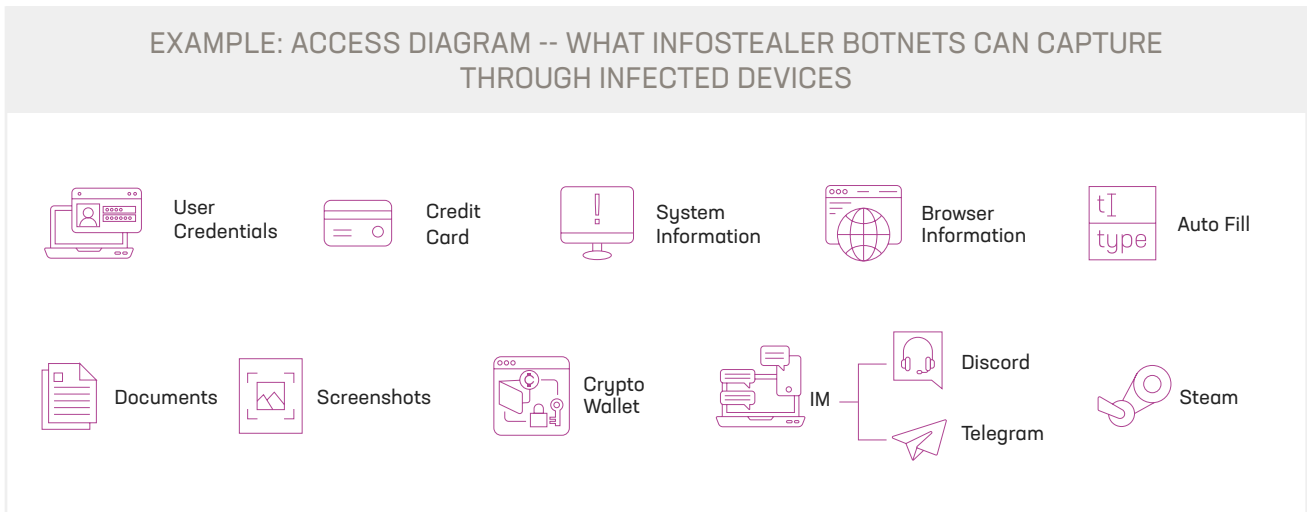 EXAMPLE: ACCESS DIAGRAM -- WHAT INFOSTEALER BOTNETS CAN CAPTURE
THROUGH INFECTED DEVICES
User
Credentials
Credit
Card
System
Information
Browser
Information
t
type
Auto Fill
Documents
Screenshots
Crypto
Wallet
IM
Discord
Telegram
Steam